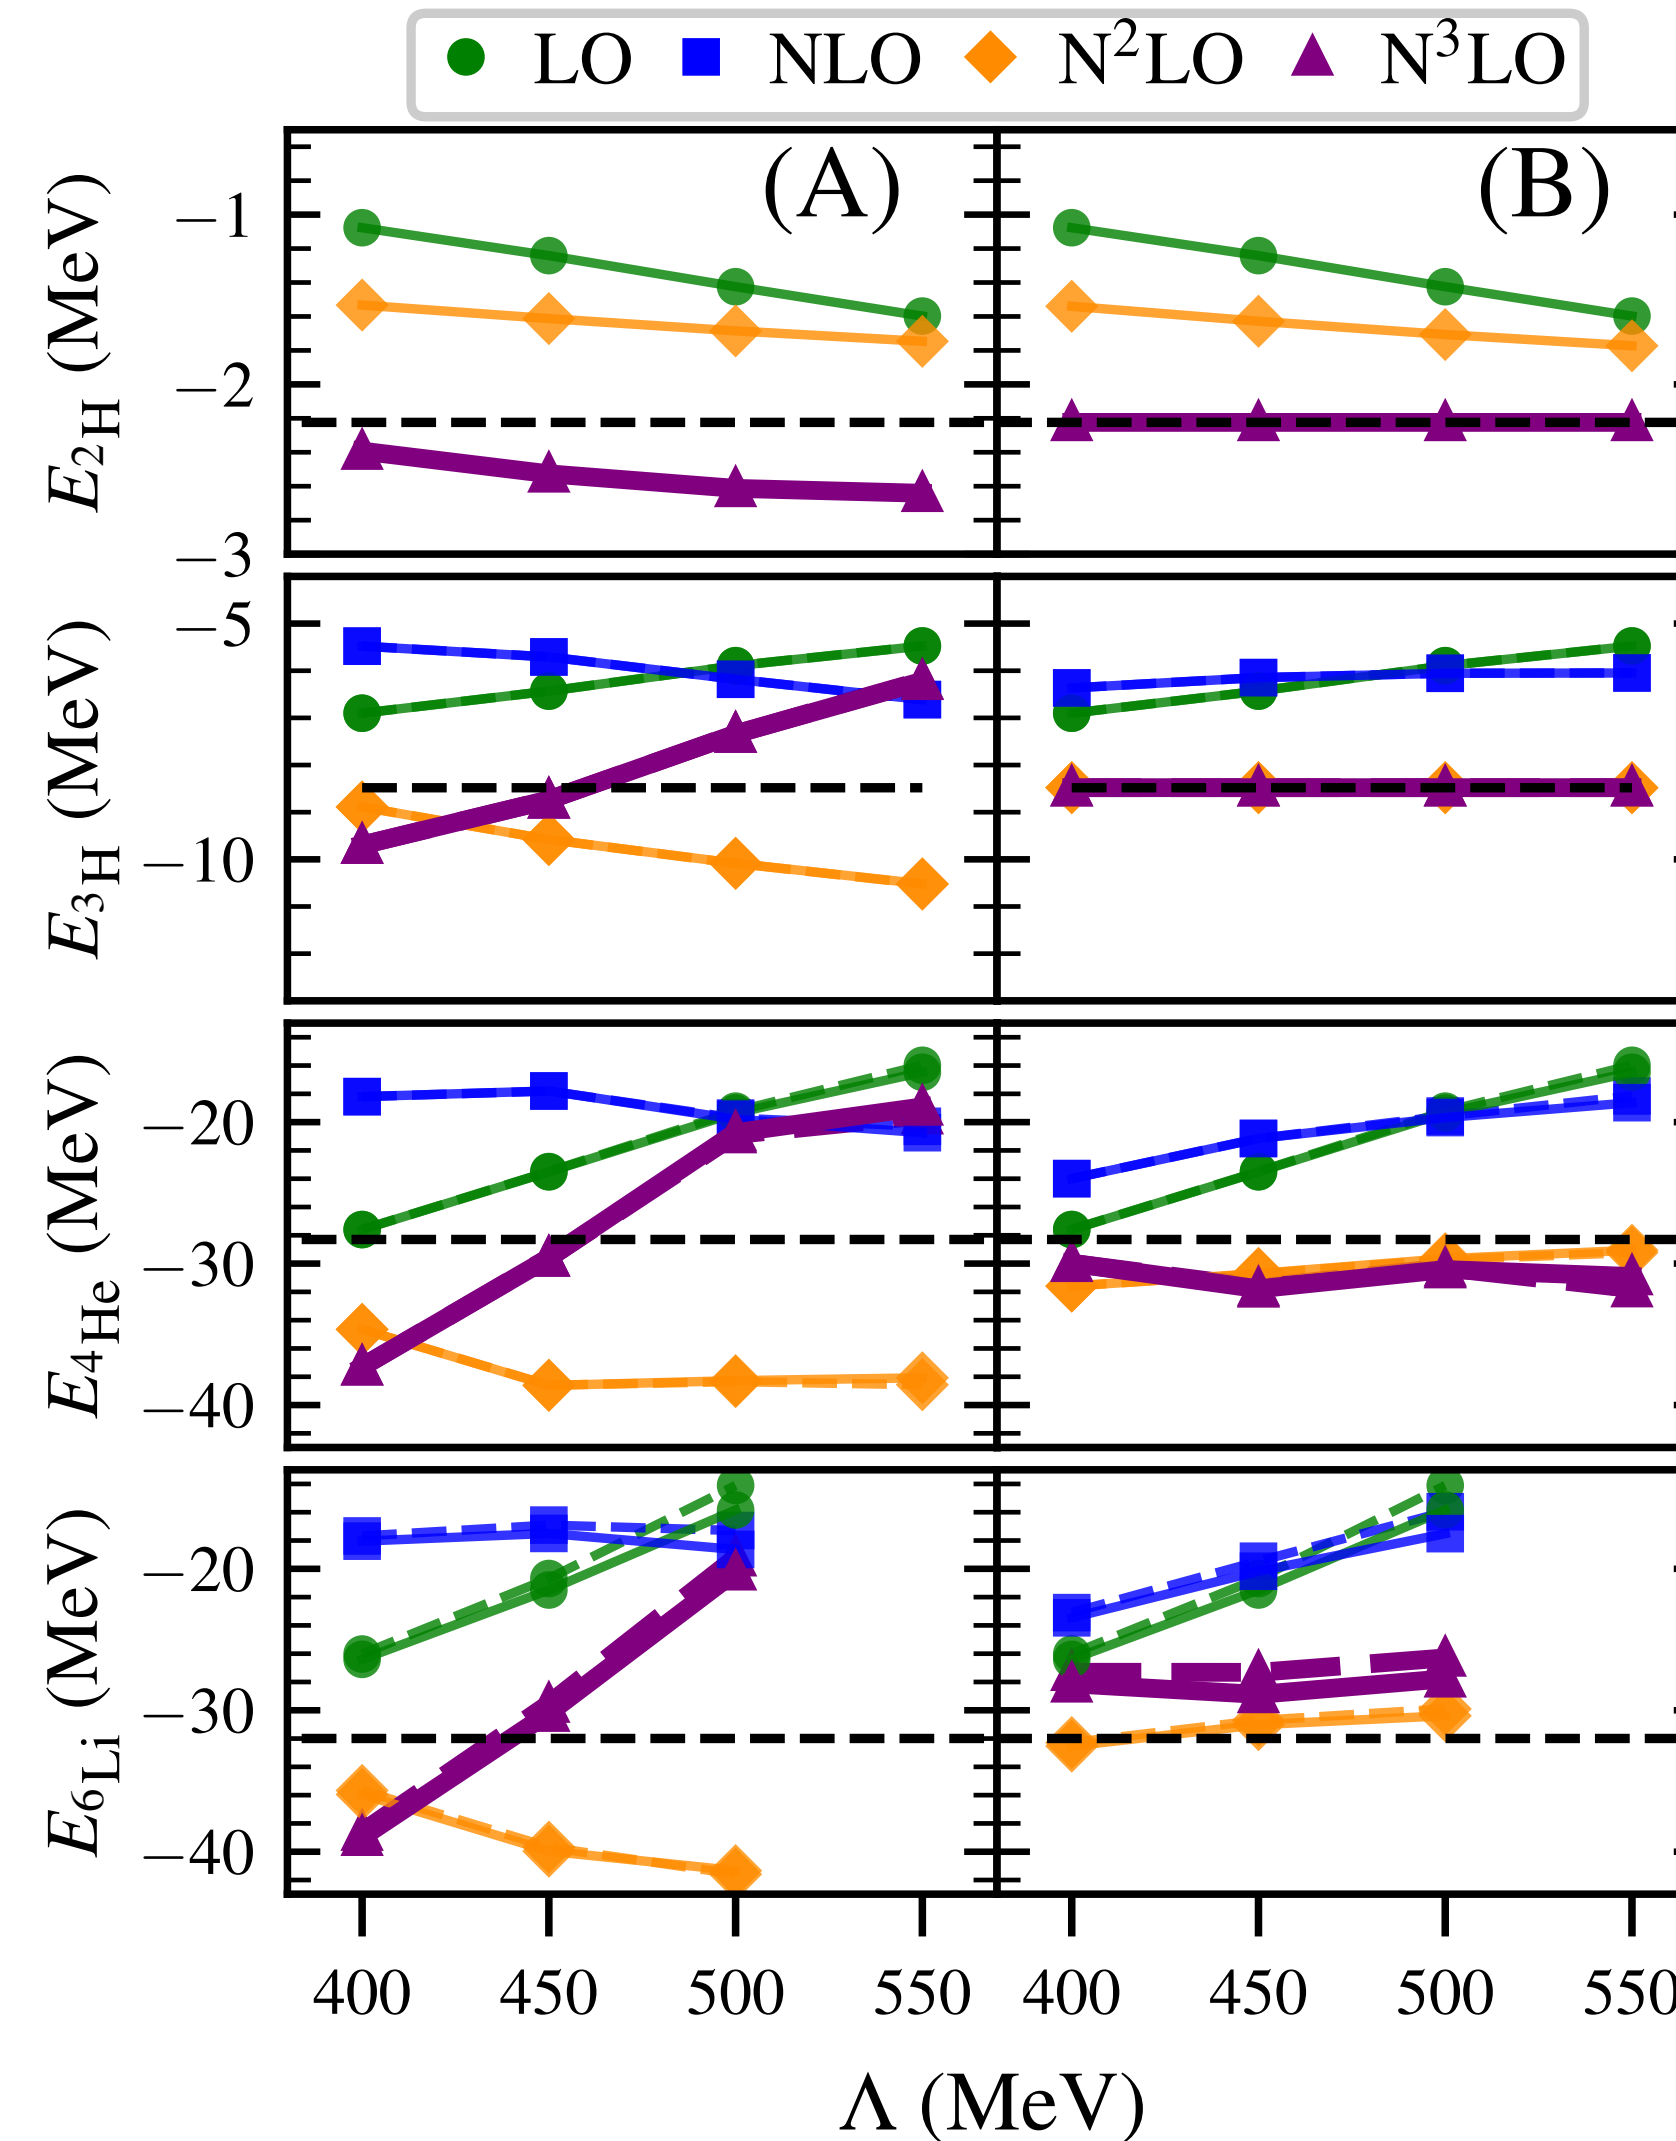 LO NLO N²LO N³LO
(A) (B)
E₂H (MeV)
−1
−2
−3
E₃H (MeV)
−5
−10
E₄He (MeV)
−20
−30
−40
E₆Li (MeV)
−20
−30
−40
400 450 500 550 400 450 500 550
Λ (MeV)